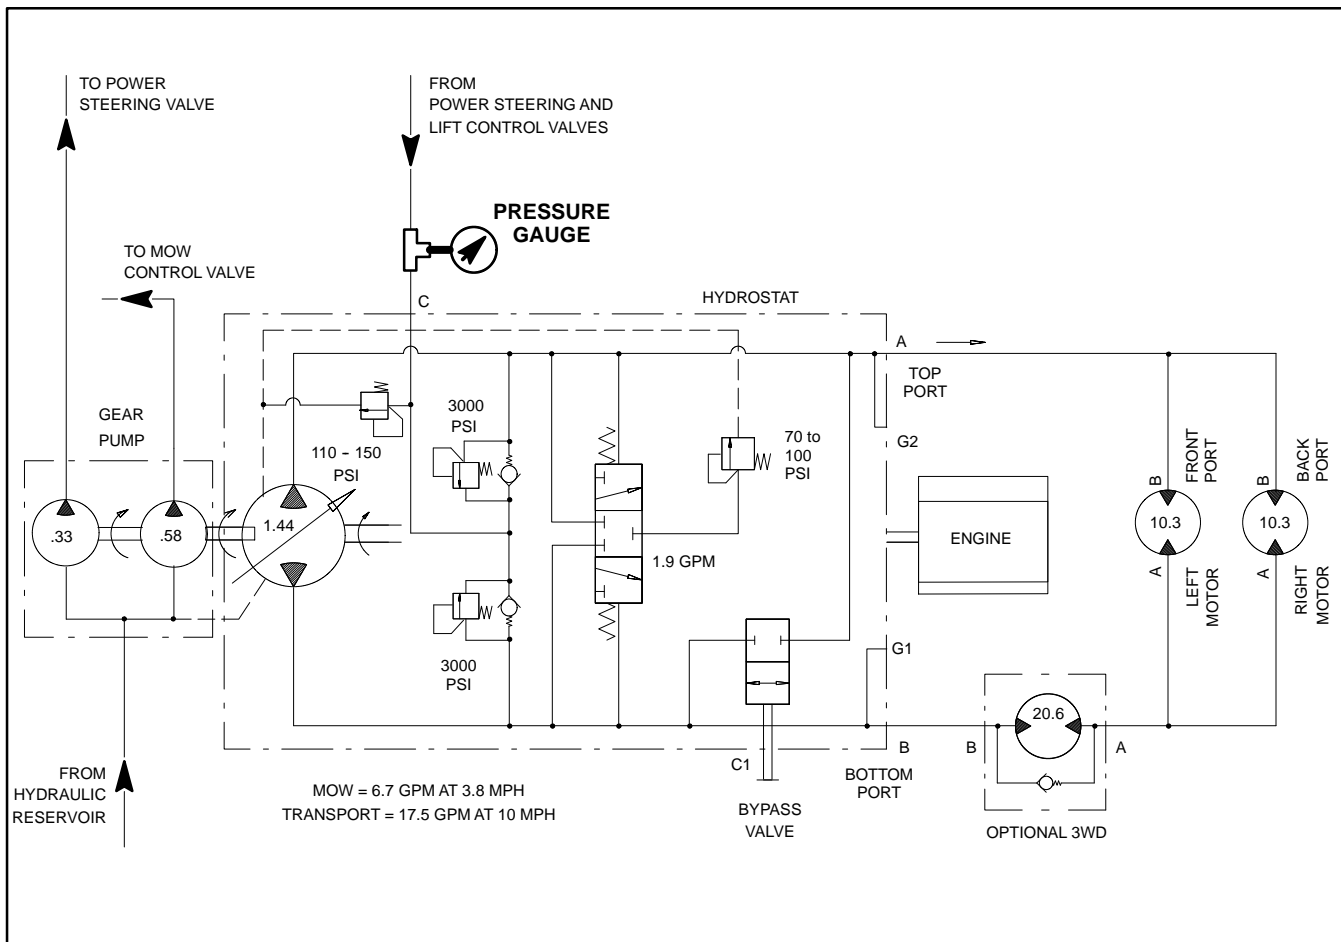 TO POWER
STEERING VALVE
FROM
POWER STEERING AND
LIFT CONTROL VALVES
PRESSURE
GAUGE
TO MOW
CONTROL VALVE
C
HYDROSTAT
A
TOP
PORT
GEAR
PUMP
3000
PSI
110 - 150
PSI
70 to
100
PSI
G2
B
FRONT
PORT
B
BACK
PORT
.33
.58
1.44
1.9 GPM
ENGINE
10.3
10.3
A
LEFT
MOTOR
A
RIGHT
MOTOR
3000
PSI
G1
20.6
B
B
A
C1
BOTTOM
PORT
FROM
HYDRAULIC
RESERVOIR
MOW = 6.7 GPM AT 3.8 MPH
TRANSPORT = 17.5 GPM AT 10 MPH
BYPASS
VALVE
OPTIONAL 3WD